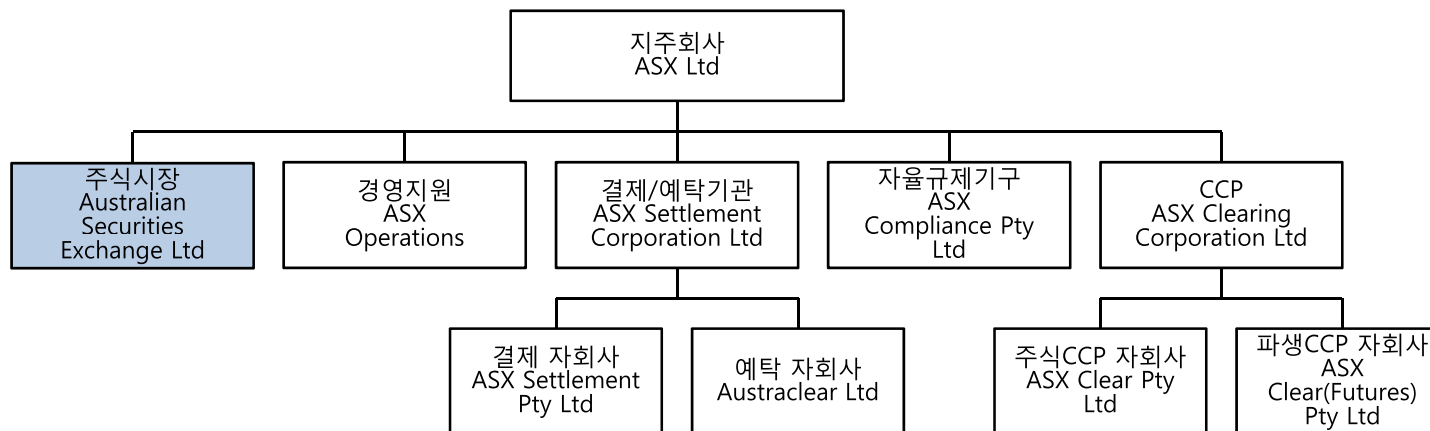 지주회사
ASX Ltd
주식시장
Australian
Securities
Exchange Ltd
경영지원
ASX
Operations
결제/예탁기관
ASX Settlement
Corporation Ltd
자율규제기구
ASX
Compliance Pty
Ltd
CCP
ASX Clearing
Corporation Ltd
결제 자회사
ASX Settlement
Pty Ltd
예탁 자회사
Austraclear Ltd
주식CCP 자회사
ASX Clear Pty
Ltd
파생CCP 자회사
ASX
Clear(Futures)
Pty Ltd